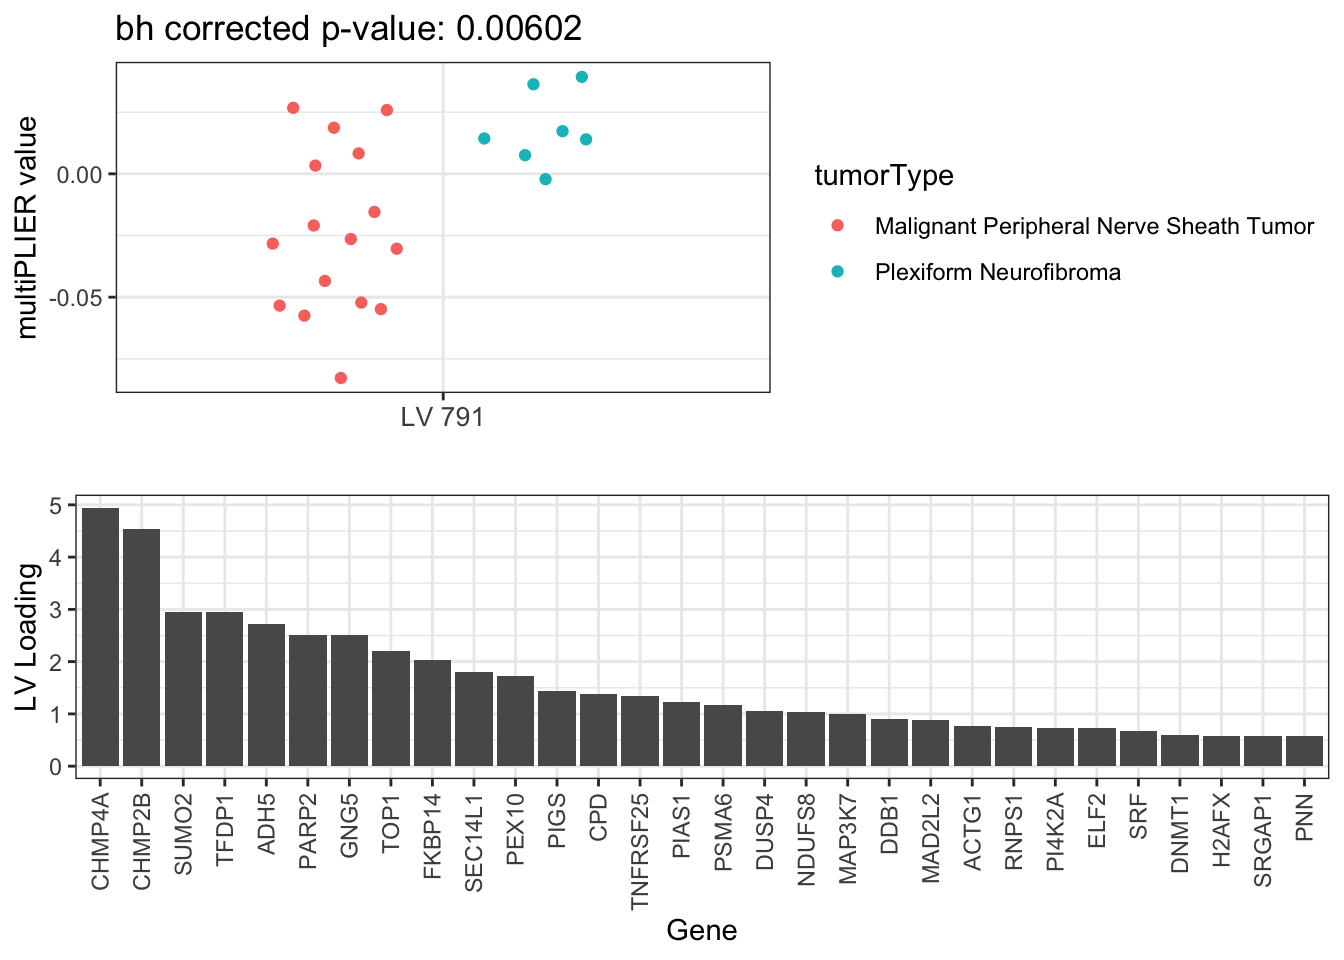 bh corrected p-value: 0.00602
multiPLIER value
0.00
-0.05
LV 791
tumorType
Malignant Peripheral Nerve Sheath Tumor
Plexiform Neurofibroma
LV Loading
5
4
3
2
1
0
CHMP4A
CHMP2B
SUMO2
TFDP1
ADH5
PARP2
GNG5
TOP1
FKBP14
SEC14L1
PEX10
PIGS
CPD
TNFRSF25
PIAS1
PSMA6
DUSP4
NDUFS8
MAP3K7
DDB1
MAD2L2
ACTG1
RNPS1
PI4K2A
ELF2
SRF
DNMT1
H2AFX
SRGAP1
PNN
Gene